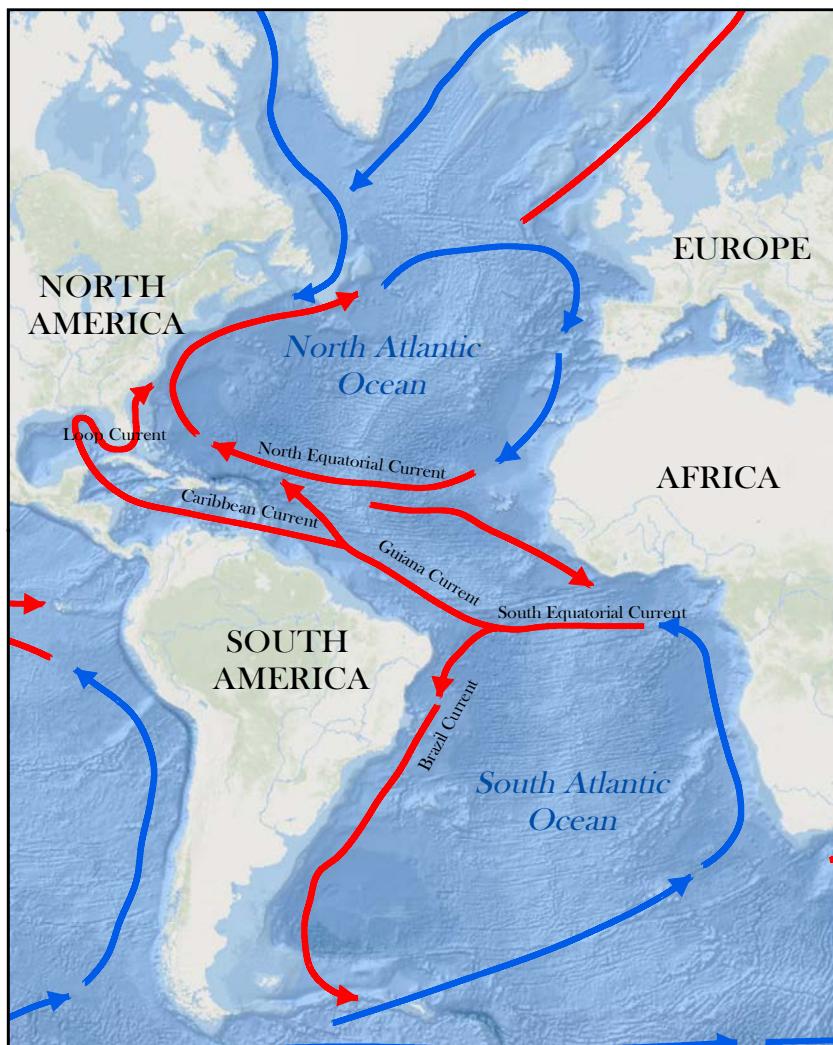 EUROPE
NORTH
AMERICA
North Atlantic
Ocean
Loop Current
North Equatorial Current
AFRICA
Caribbean Current
Guiana Current
South Equatorial Current
SOUTH
AMERICA
Brazil Current
South Atlantic
Ocean